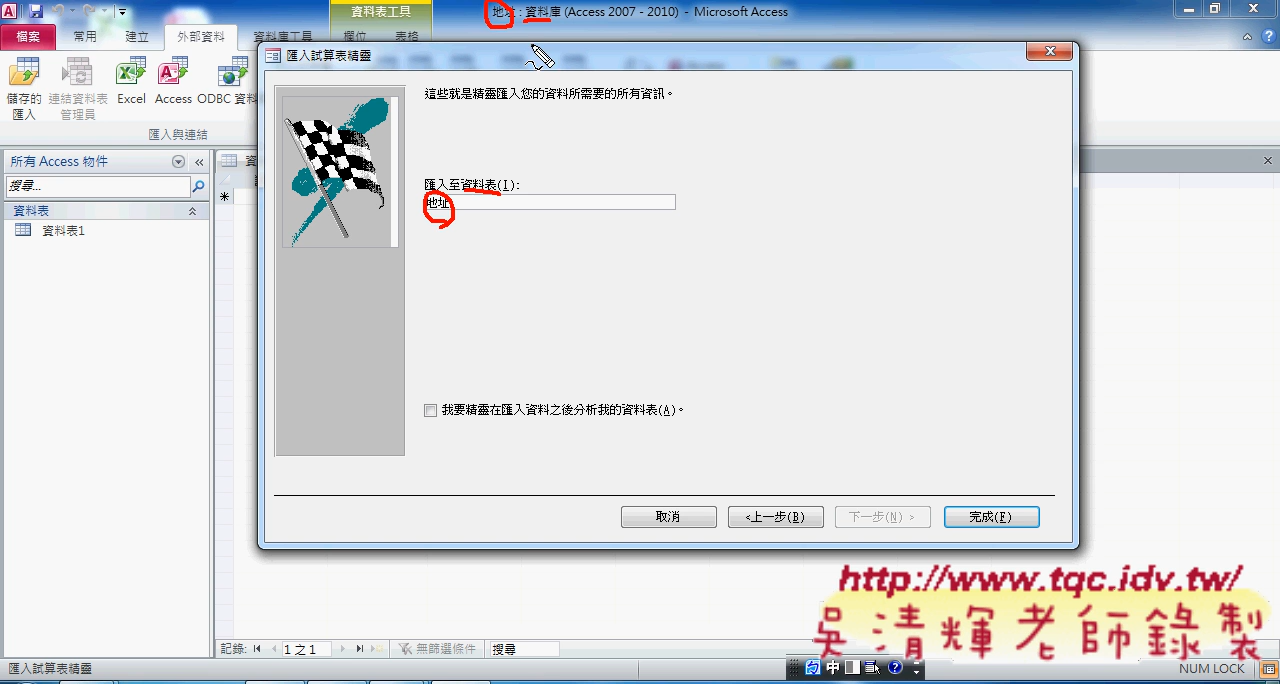 資料表工具
地址 : 資料庫 (Access 2007 - 2010) - Microsoft Access
檔案 常用 建立 外部資料 資料庫工具 欄位 表格
儲存的匯入
連結資料表管理員
Excel
Access
ODBC 資料
匯入與連結
所有 Access 物件
搜尋...
資料表
資料表1
匯入試算表精靈
這些就是精靈匯入您的資料所需要的所有資訊。
匯入至資料表(I):
地址
我要精靈在匯入資料之後分析我的資料表(A)。
取消
<上一步(B)
下一步(N) >
完成(F)
http://www.tqc.idv.tw/
吳清輝老師錄製
記錄: 1 之 1 無篩選條件 搜尋
匯入試算表精靈
中
NUM LOCK